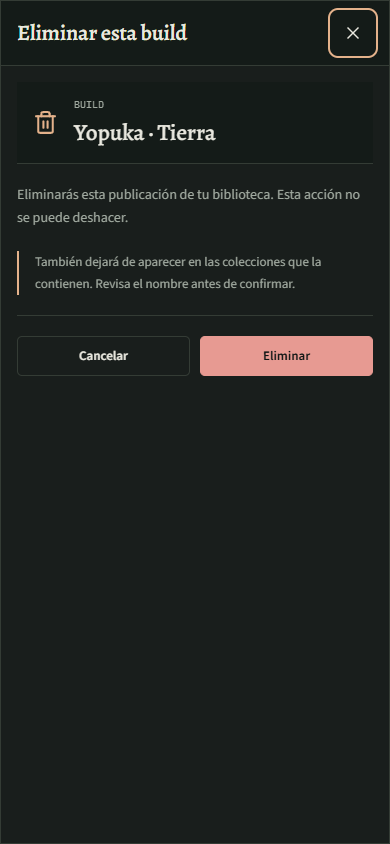 Eliminar esta build
BUILD
Yopuka · Tierra
Eliminarás esta publicación de tu biblioteca. Esta acción no
se puede deshacer.
También dejará de aparecer en las colecciones que la
contienen. Revisa el nombre antes de confirmar.
Cancelar
Eliminar